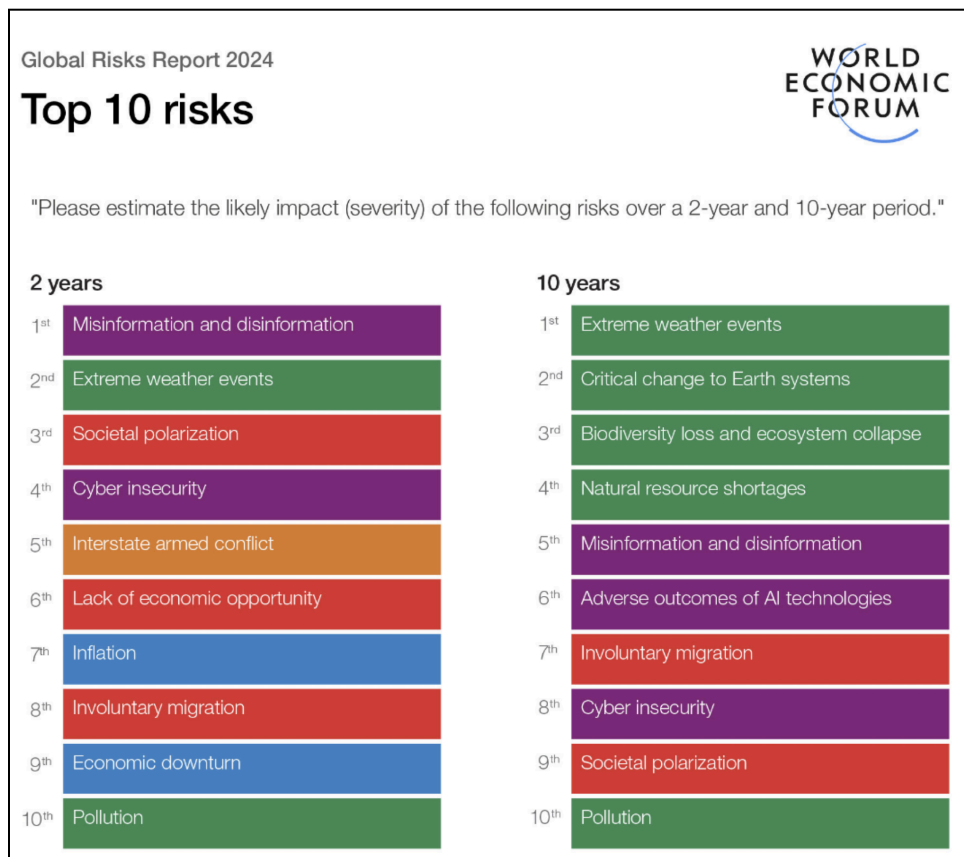 Global Risks Report 2024
Top 10 risks
WORLD
ECONOMIC
FORUM
"Please estimate the likely impact (severity) of the following risks over a 2-year and 10-year period."
2 years
1st Misinformation and disinformation
2nd Extreme weather events
3rd Societal polarization
4th Cyber insecurity
5th Interstate armed conflict
6th Lack of economic opportunity
7th Inflation
8th Involuntary migration
9th Economic downturn
10th Pollution
10 years
1st Extreme weather events
2nd Critical change to Earth systems
3rd Biodiversity loss and ecosystem collapse
4th Natural resource shortages
5th Misinformation and disinformation
6th Adverse outcomes of AI technologies
7th Involuntary migration
8th Cyber insecurity
9th Societal polarization
10th Pollution